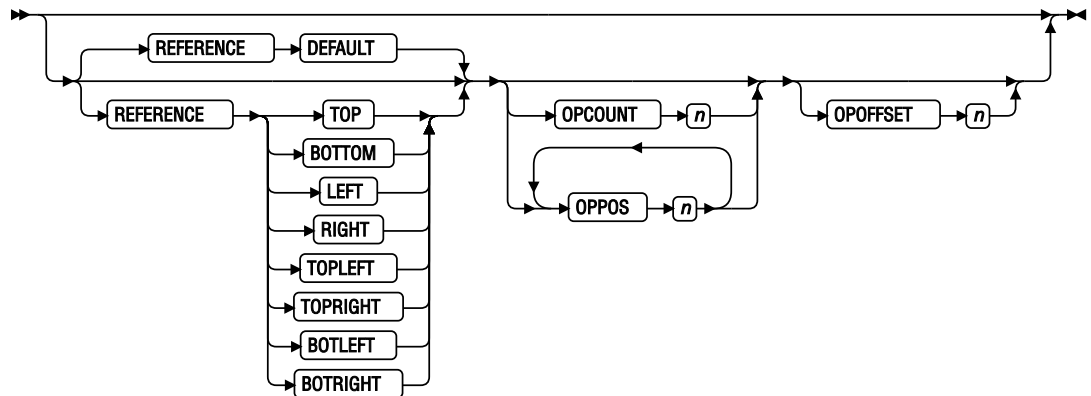 REFERENCE DEFAULT
REFERENCE TOP OPCOUNT n OPOFFSET n
BOTTOM
LEFT
OPPOS n
RIGHT
TOPLEFT
TOPRIGHT
BOTLEFT
BOTRIGHT